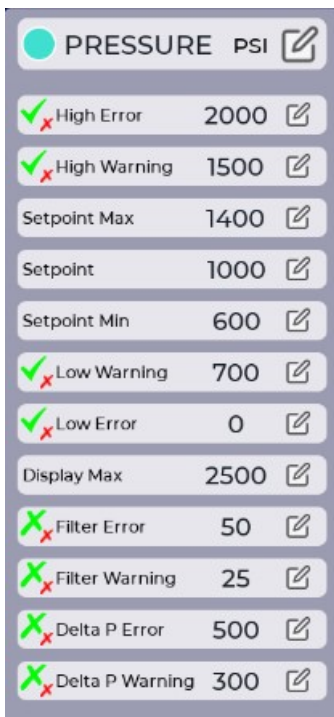 PRESSURE PSI
High Error 2000
High Warning 1500
Setpoint Max 1400
Setpoint 1000
Setpoint Min 600
Low Warning 700
Low Error 0
Display Max 2500
Filter Error 50
Filter Warning 25
Delta P Error 500
Delta P Warning 300